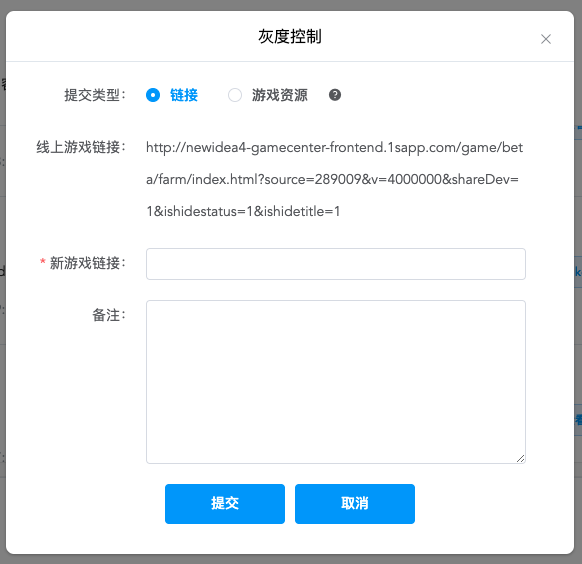 灰度控制
提交类型： 链接 游戏资源
线上游戏链接： http://newidea4-gamecenter-frontend.1sapp.com/game/bet
a/farm/index.html?source=289009&v=4000000&shareDev=
1&ishidestatus=1&ishidetitle=1
* 新游戏链接：
备注：
提交 取消